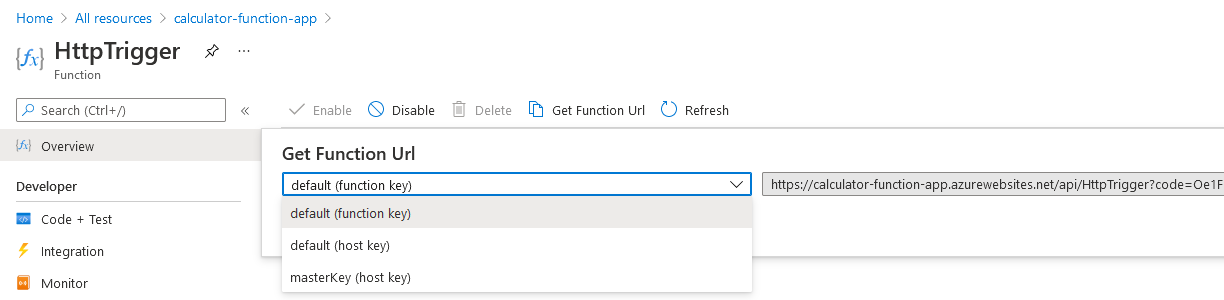 Home > All resources > calculator-function-app >
{fx} HttpTrigger ...
Function
Search (Ctrl+/) «
Enable Disable Delete Get Function Url Refresh
{fx} Overview
Get Function Url
default (function key) https://calculator-function-app.azurewebsites.net/api/HttpTrigger?code=Oe1F
default (function key)
default (host key)
masterKey (host key)
Developer
Code + Test
Integration
Monitor